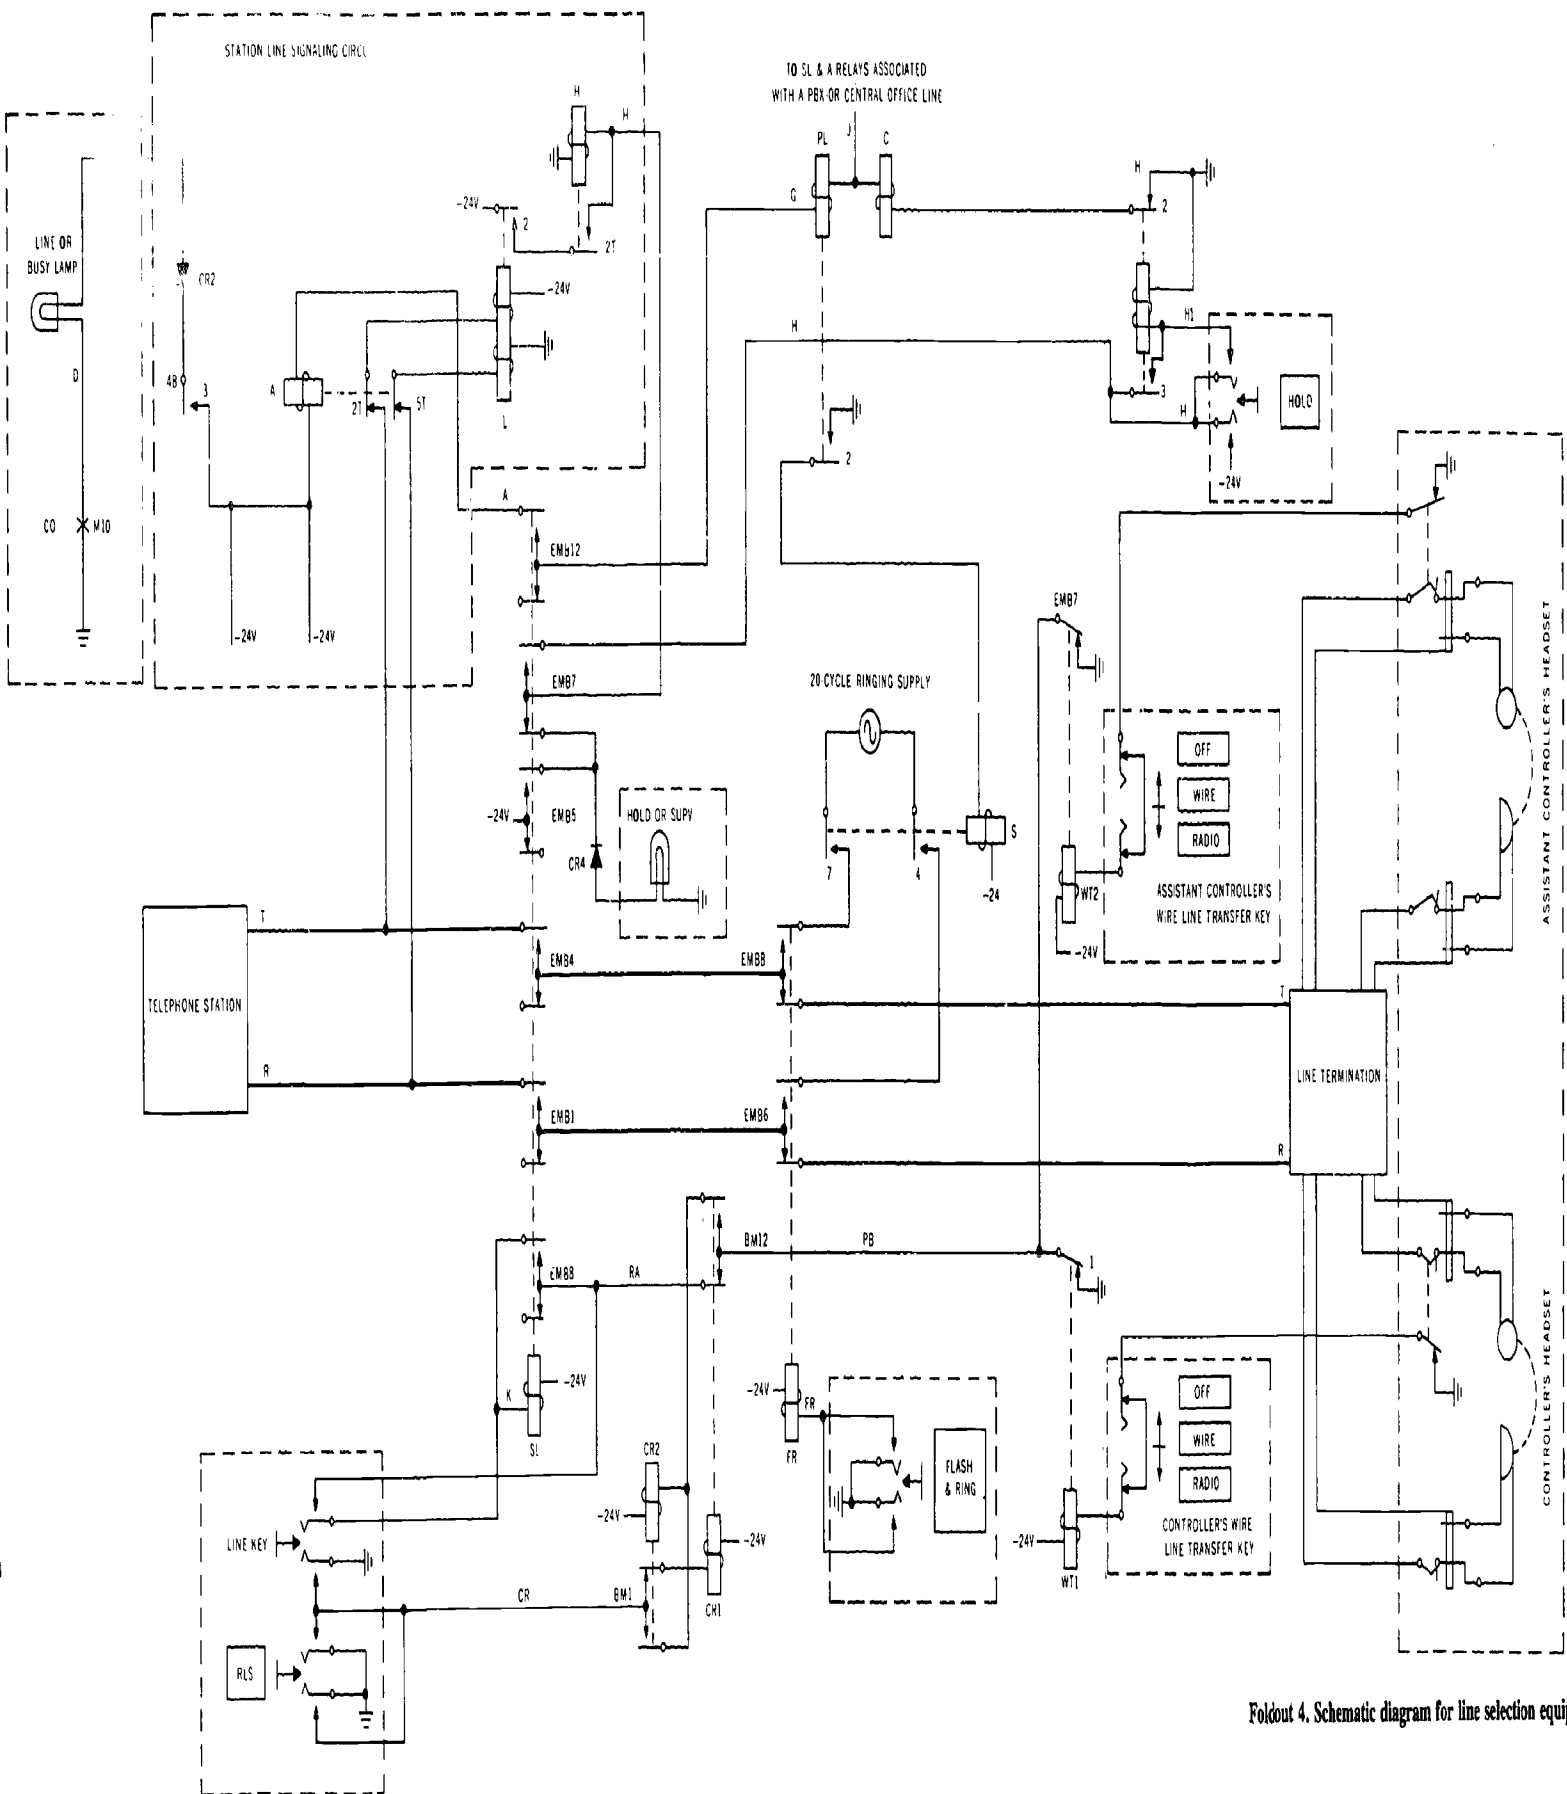 STATION LINE SIGNALING CIRC
TO SL & A RELAYS ASSOCIATED
WITH A PBX-OR CENTRAL OFFICE LINE
J
H
H
PL
C
H
-24V
2
G
2
LINE OR
BUSY LAMP
2T
CR2
-24V
H
H1
D
4B
3
A
2T
5T
L
3
H
HOLD
2
-24V
A
CO
M10
EMB12
-24V
-24V
EMB7
EMB7
20-CYCLE RINGING SUPPLY
ASSISTANT CONTROLLER'S HEADSET
OFF
WIRE
RADIO
-24V
EMB5
HOLD OR SUPV
S
CR4
7
4
-24
WT2
ASSISTANT CONTROLLER'S
WIRE LINE TRANSFER KEY
T
-24V
EMB4
EMB8
TELEPHONE STATION
T
R
LINE TERMINATION
EMB1
EMB6
R
BM12
PB
1
EMB8
RA
-24V
K
SL
-24V
FR
FR
CR2
FLASH
& RING
OFF
WIRE
RADIO
CONTROLLER'S HEADSET
-24V
-24V
-24V
CONTROLLER'S WIRE
LINE TRANSFER KEY
LINE KEY
WT1
CR
BM1
CR1
RLS
Foldout 4. Schematic diagram for line selection equi